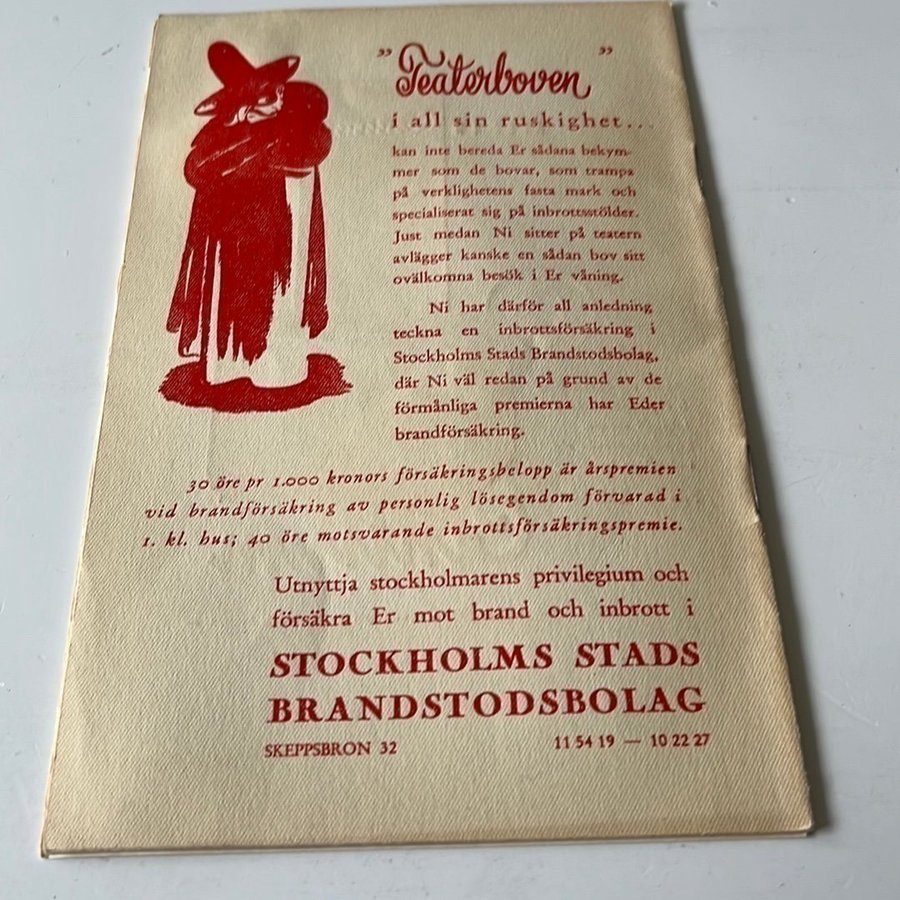 "Teaterboven"
i all sin ruskighet...
kan inte bereda Er sådana bekym-
mer som de bovar, som trampa
på verklighetens fasta mark och
specialiserat sig på inbrottsstölder.
Just medan Ni sitter på teatern
avlägger kanske en sådan bov sitt
ovälkomna besök i Er våning.
Ni har därför all anledning
teckna en inbrottsförsäkring i
Stockholms Stads Brandstodsbolag,
där Ni väl redan på grund av de
förmånliga premierna har Eder
brandförsäkring.
30 öre pr 1.000 kronors försäkringsbelopp är årspremien
vid brandförsäkring av personlig lösegendom förvarad i
1. kl. hus; 40 öre motsvarande inbrottsförsäkringspremie.
Utnyttja stockholmarens privilegium och
försäkra Er mot brand och inbrott i
STOCKHOLMS STADS
BRANDSTODSBOLAG
SKEPPSBRON 32 11 54 19 — 10 22 27